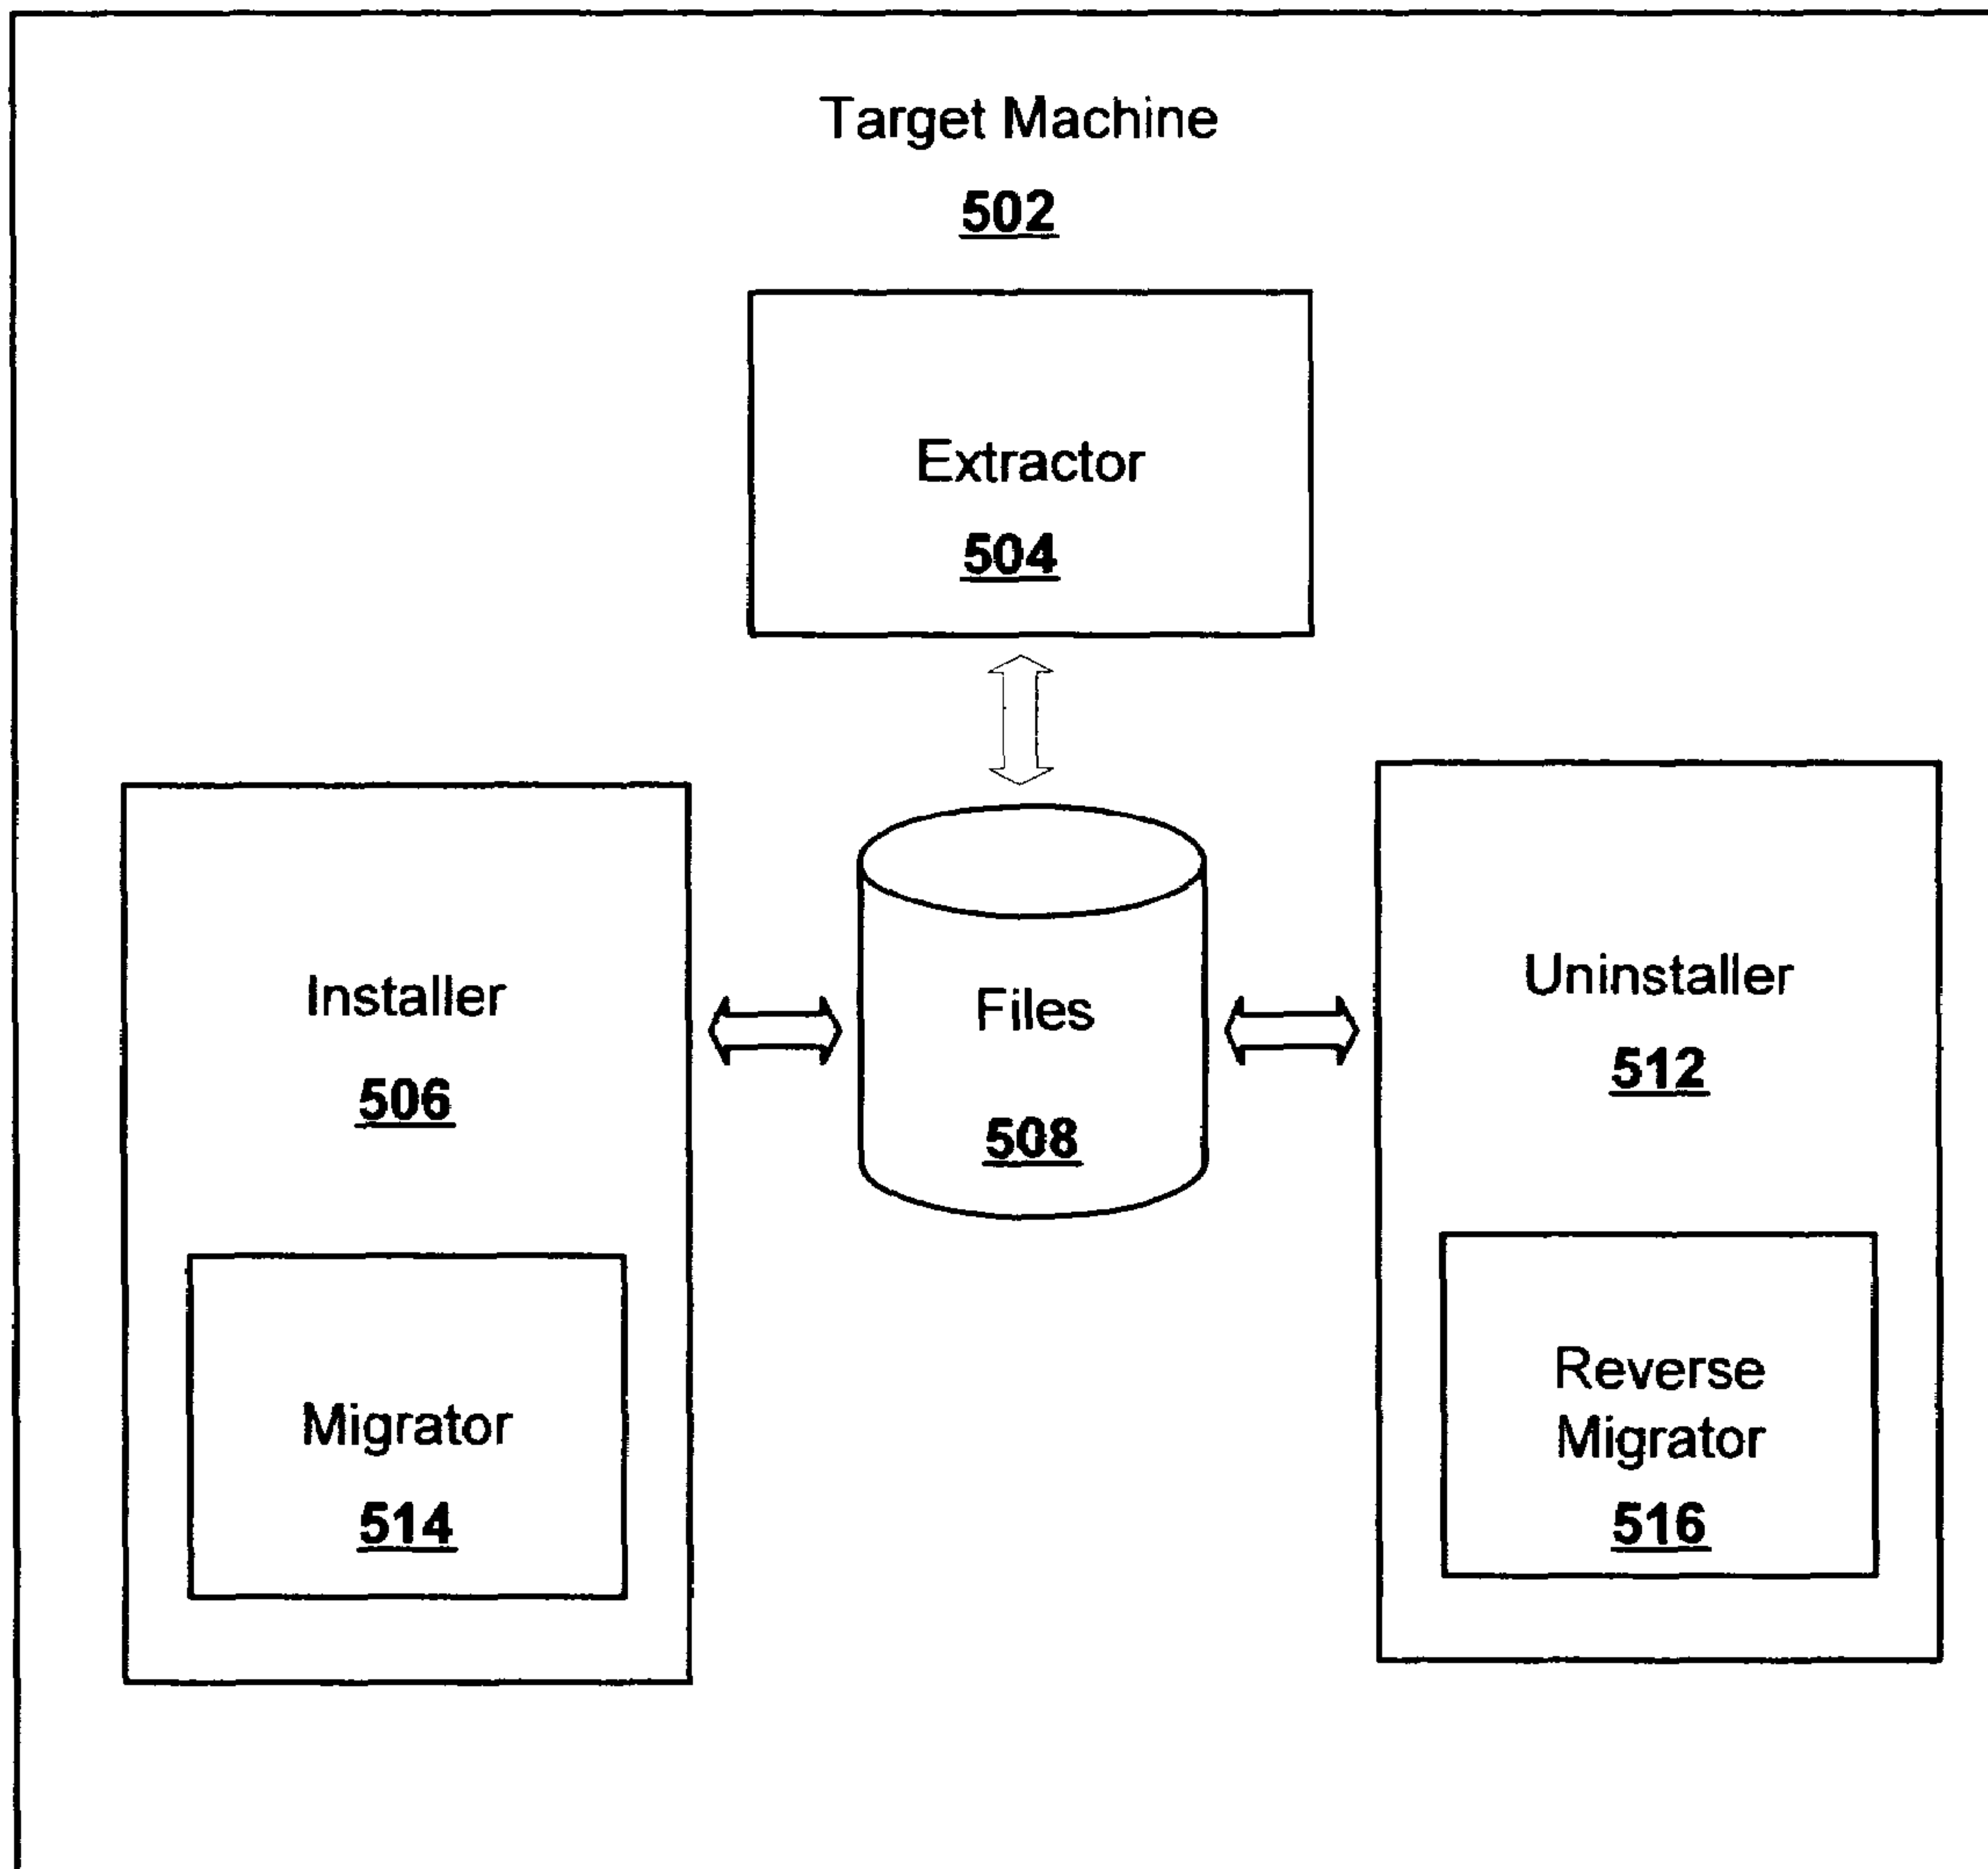 Target Machine
502
Extractor
504
Installer
506
Files
508
Uninstaller
512
Migrator
514
Reverse
Migrator
516